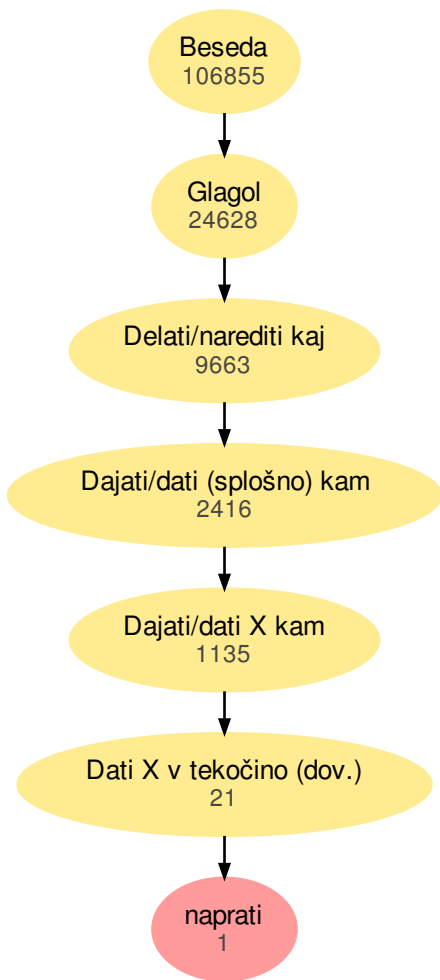 Beseda
106855
Glagol
24628
Delati/narediti kaj
9663
Dajati/dati (splošno) kam
2416
Dajati/dati X kam
1135
Dati X v tekočino (dov.)
21
naprati
1